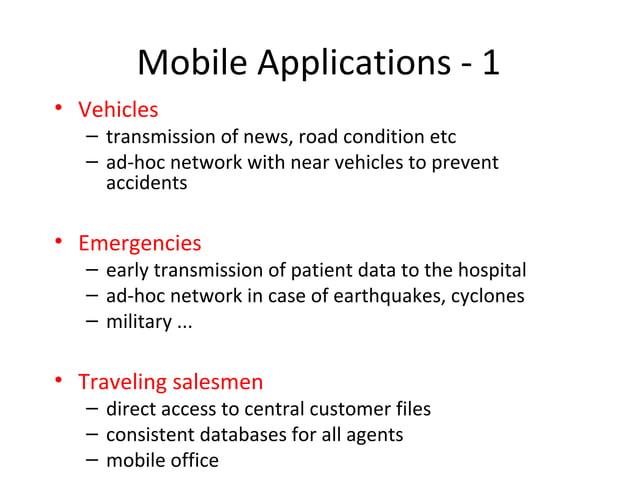 Mobile Applications - 1
• Vehicles
– transmission of news, road condition etc
– ad-hoc network with near vehicles to prevent
accidents
• Emergencies
– early transmission of patient data to the hospital
– ad-hoc network in case of earthquakes, cyclones
– military ...
• Traveling salesmen
– direct access to central customer files
– consistent databases for all agents
– mobile office